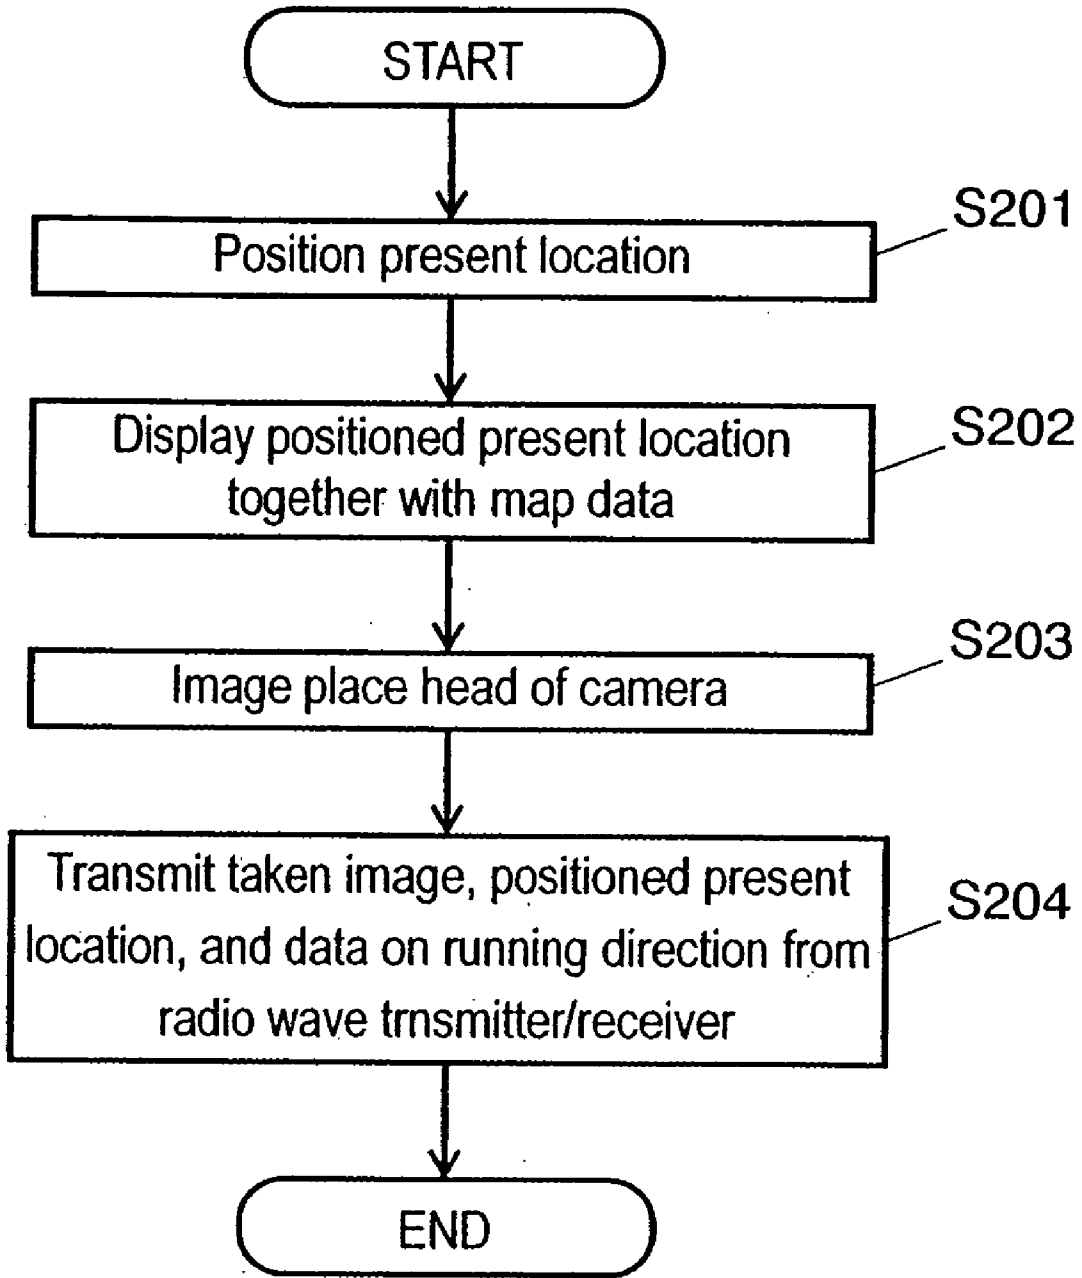 START
S201
Position present location
S202
Display positioned present location
together with map data
S203
Image place head of camera
S204
Transmit taken image, positioned present
location, and data on running direction from
radio wave trnsmitter/receiver
END